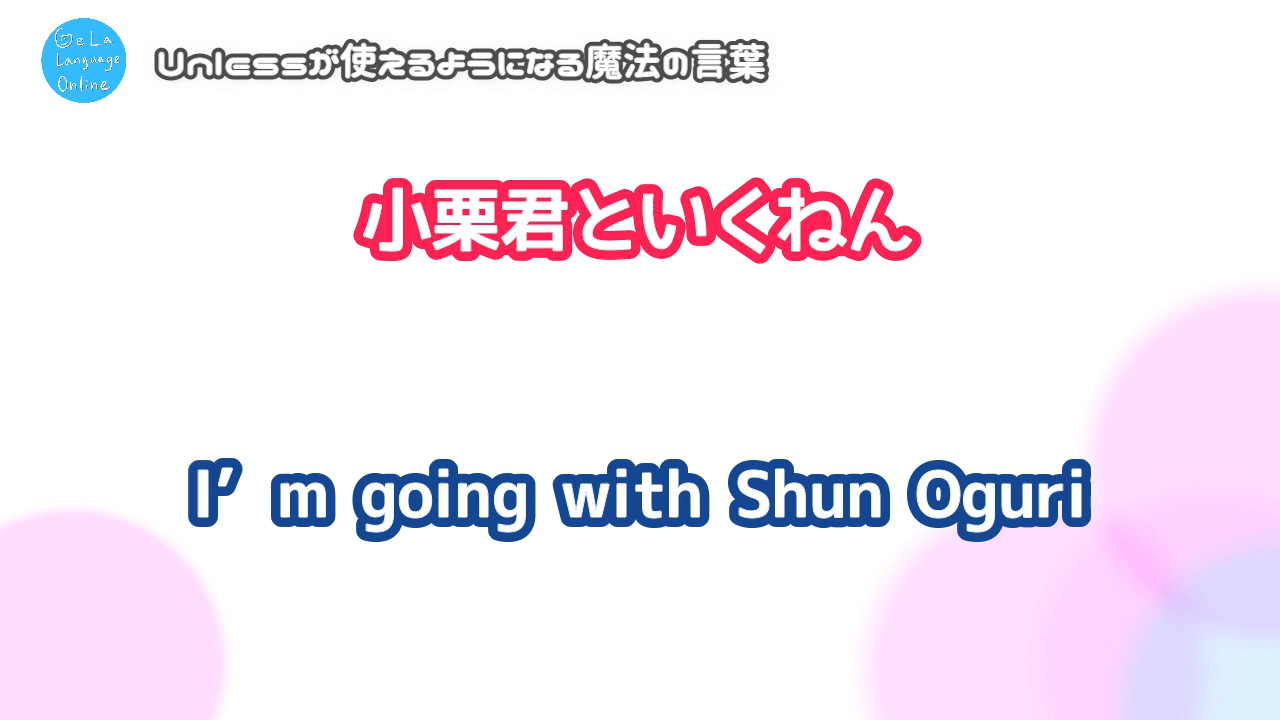 GeLa
Language
Online
Unlessが使えるようになる魔法の言葉
小栗君といくねん
I’m going with Shun Oguri